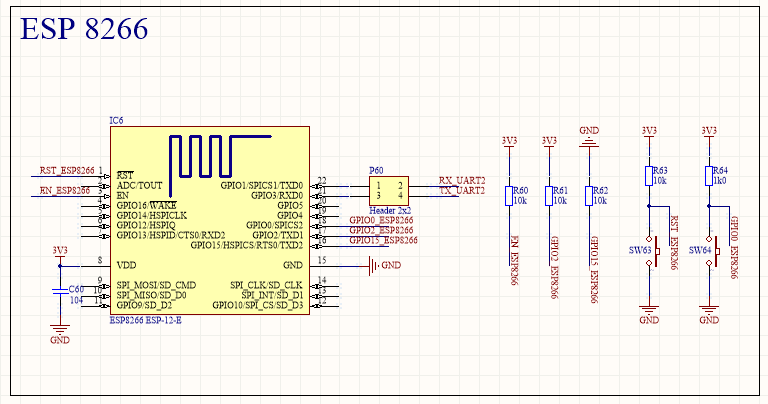 ESP 8266
IC6
RST_ESP8266 1 RST
ADC/TOUT
EN_ESP8266 3 EN
GPIO16/WAKE
GPIO14/HSPICLK
GPIO12/HSPIQ
GPIO13/HSPID/CTS0/RXD2
3V3
8 VDD
C60
104
GND
9 SPI_MOSI/SD_CMD
10 SPI_MISO/SD_D0
11 GPIO9/SD_D2
ESP8266 ESP-12-E
GPIO1/SPICS1/TXD0 22
GPIO3/RXD0 21
GPIO5 20
GPIO4 19
GPIO0/SPICS2 18 GPIO0_ESP8266
GPIO2/TXD1 17 GPIO2_ESP8266
GPIO15/HSPICS/RTS0/TXD2 16 GPIO15_ESP8266
GND 15 GND
SPI_CLK/SD_CLK 14
SPI_INT/SD_D1 13
GPIO10/SPI_CS/SD_D3 12
P60
1 2 RX_UART2
3 4 TX_UART2
Header 2x2
3V3
R60
10k
EN_ESP8266
3V3
R61
10k
GPIO2_ESP8266
GND
R62
10k
GPIO15_ESP8266
3V3
R63
10k
RST_ESP8266
SW63
GND
3V3
R64
1k0
GPIO0_ESP8266
SW64
GND